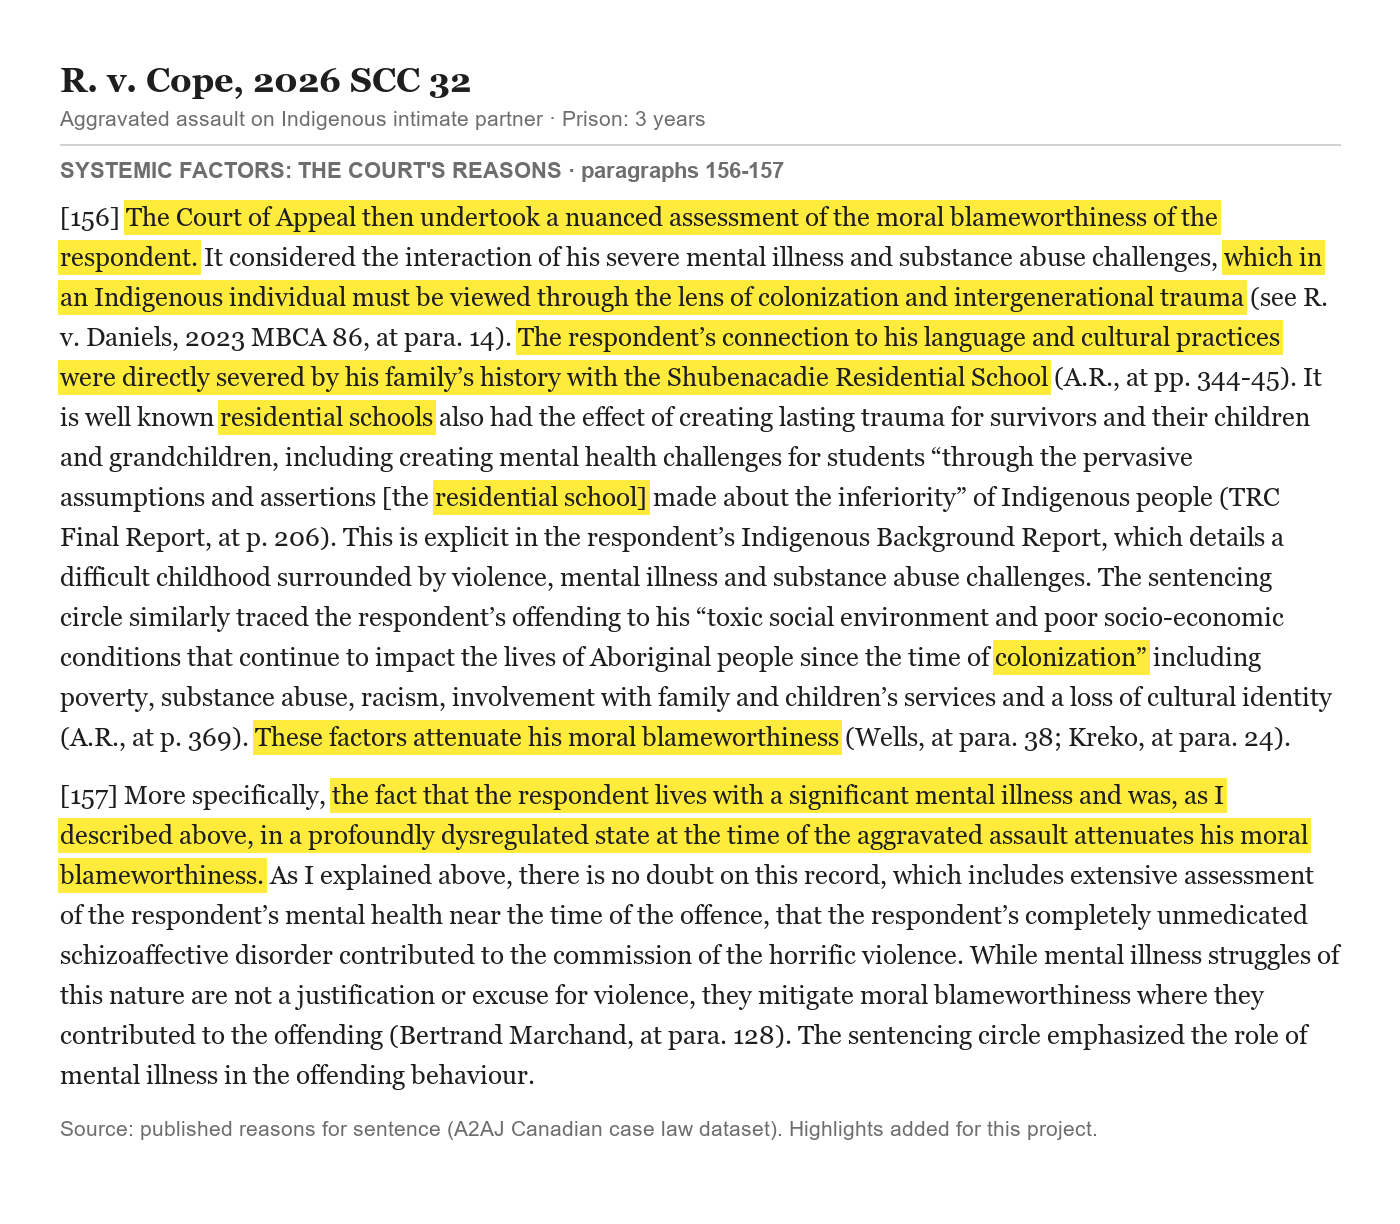 R. v. Cope, 2026 SCC 32
Aggravated assault on Indigenous intimate partner · Prison: 3 years
SYSTEMIC FACTORS: THE COURT'S REASONS · paragraphs 156-157
[156] The Court of Appeal then undertook a nuanced assessment of the moral blameworthiness of the
respondent. It considered the interaction of his severe mental illness and substance abuse challenges, which in
an Indigenous individual must be viewed through the lens of colonization and intergenerational trauma (see R.
v. Daniels, 2023 MBCA 86, at para. 14). The respondent’s connection to his language and cultural practices
were directly severed by his family’s history with the Shubenacadie Residential School (A.R., at pp. 344-45). It
is well known residential schools also had the effect of creating lasting trauma for survivors and their children
and grandchildren, including creating mental health challenges for students “through the pervasive
assumptions and assertions [the residential school] made about the inferiority” of Indigenous people (TRC
Final Report, at p. 206). This is explicit in the respondent’s Indigenous Background Report, which details a
difficult childhood surrounded by violence, mental illness and substance abuse challenges. The sentencing
circle similarly traced the respondent’s offending to his “toxic social environment and poor socio-economic
conditions that continue to impact the lives of Aboriginal people since the time of colonization” including
poverty, substance abuse, racism, involvement with family and children’s services and a loss of cultural identity
(A.R., at p. 369). These factors attenuate his moral blameworthiness (Wells, at para. 38; Kreko, at para. 24).
[157] More specifically, the fact that the respondent lives with a significant mental illness and was, as I
described above, in a profoundly dysregulated state at the time of the aggravated assault attenuates his moral
blameworthiness. As I explained above, there is no doubt on this record, which includes extensive assessment
of the respondent’s mental health near the time of the offence, that the respondent’s completely unmedicated
schizoaffective disorder contributed to the commission of the horrific violence. While mental illness struggles of
this nature are not a justification or excuse for violence, they mitigate moral blameworthiness where they
contributed to the offending (Bertrand Marchand, at para. 128). The sentencing circle emphasized the role of
mental illness in the offending behaviour.
Source: published reasons for sentence (A2AJ Canadian case law dataset). Highlights added for this project.